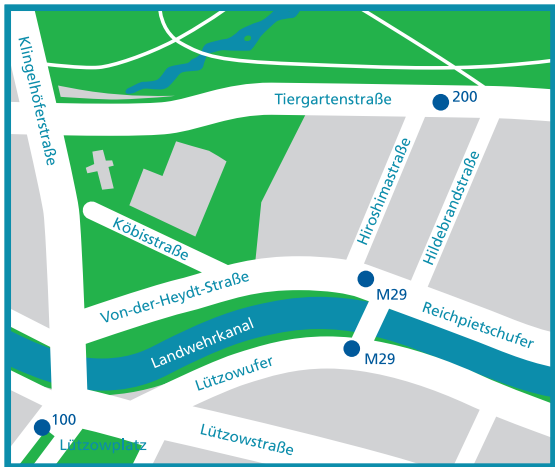 Klingelhöferstraße
Tiergartenstraße
200
Hiroshimastraße
Hildebrandstraße
Köbisstraße
Von-der-Heydt-Straße
M29
Reichpietschufer
Landwehrkanal
M29
Lützowufer
100
Lützowplatz
Lützowstraße